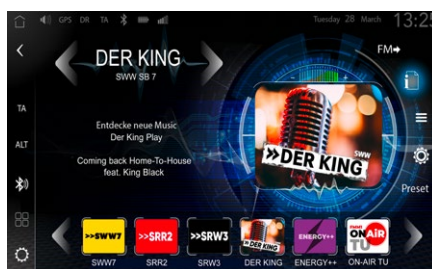 GPS DR TA
Tuesday 28 March 13:25
DER KING
FM
SWW SB 7
TA
Entdecke neue Music
Der King Play
ALT
Coming back Home-To-House
feat. King Black
SWW
>>DER KING
Preset
>>SWW7
>>SRR2
>>SRW3
>>DER KING
ENERGY++
ON AiR
TU
SWW7
SRR2
SRW3
DER KING
ENERGY++
ON-AIR TU